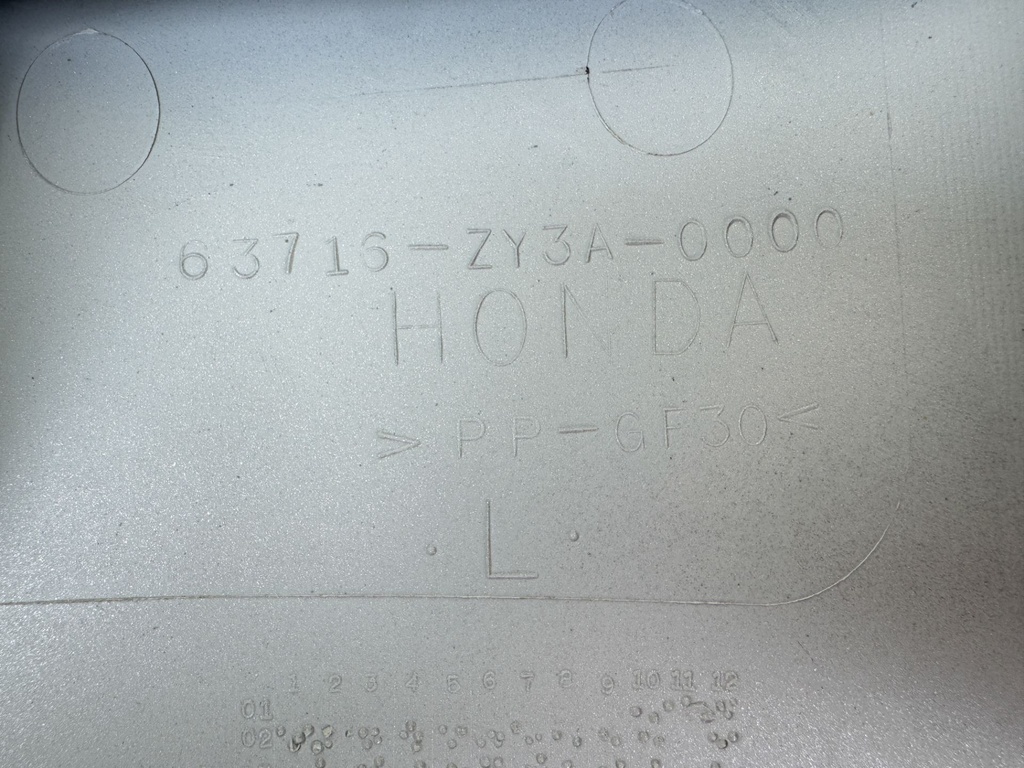 63716-ZY3A-0000
HONDA
>PP-GF30<
L
1 2 3 4 5 6 7 8 9 10 11 12
01
02